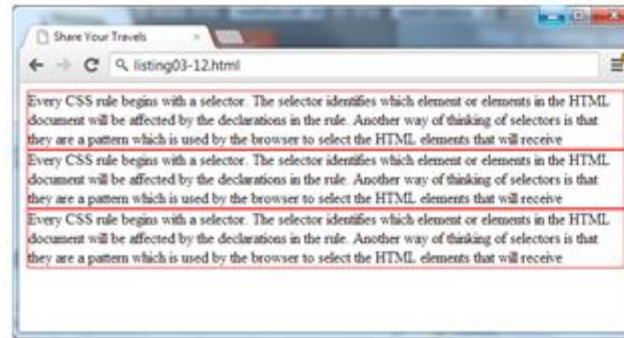 Share Your Travels
listing03-12.html
Every CSS rule begins with a selector. The selector identifies which element or elements in the HTML
document will be affected by the declarations in the rule. Another way of thinking of selectors is that
they are a pattern which is used by the browser to select the HTML elements that will receive
Every CSS rule begins with a selector. The selector identifies which element or elements in the HTML
document will be affected by the declarations in the rule. Another way of thinking of selectors is that
they are a pattern which is used by the browser to select the HTML elements that will receive
Every CSS rule begins with a selector. The selector identifies which element or elements in the HTML
document will be affected by the declarations in the rule. Another way of thinking of selectors is that
they are a pattern which is used by the browser to select the HTML elements that will receive